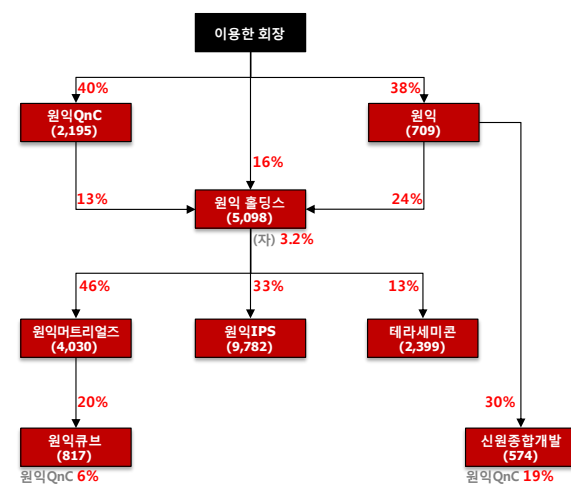 이용한 회장
40%
38%
원익QnC
(2,195)
원익
(709)
16%
13%
24%
원익 홀딩스
(5,098)
(자) 3.2%
46%
33%
13%
원익머트리얼즈
(4,030)
원익IPS
(9,782)
테라세미콘
(2,399)
20%
30%
원익큐브
(817)
신원종합개발
(574)
원익QnC 6%
원익QnC 19%